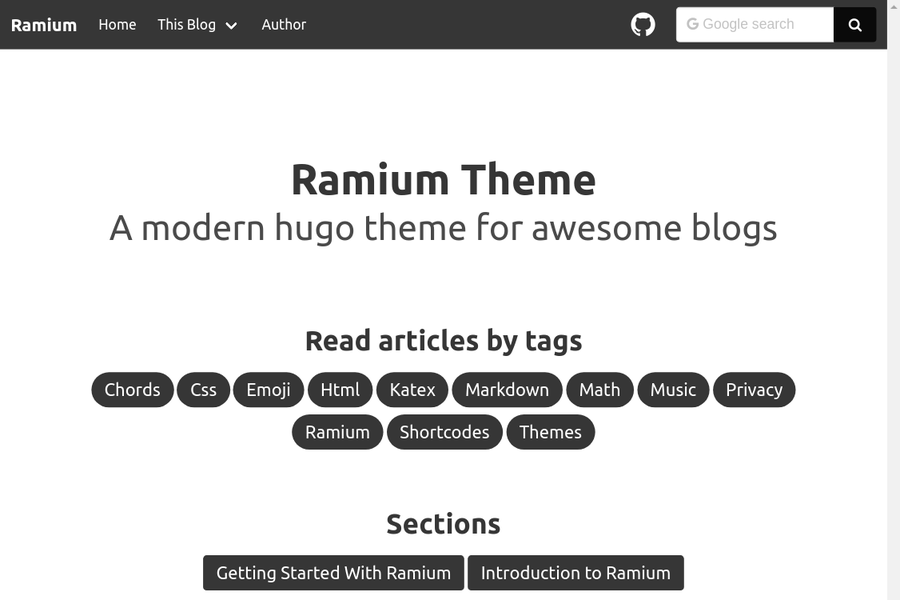 Ramium Home This Blog Author Google search
Ramium Theme
A modern hugo theme for awesome blogs
Read articles by tags
Chords Css Emoji Html Katex Markdown Math Music Privacy
Ramium Shortcodes Themes
Sections
Getting Started With Ramium Introduction to Ramium